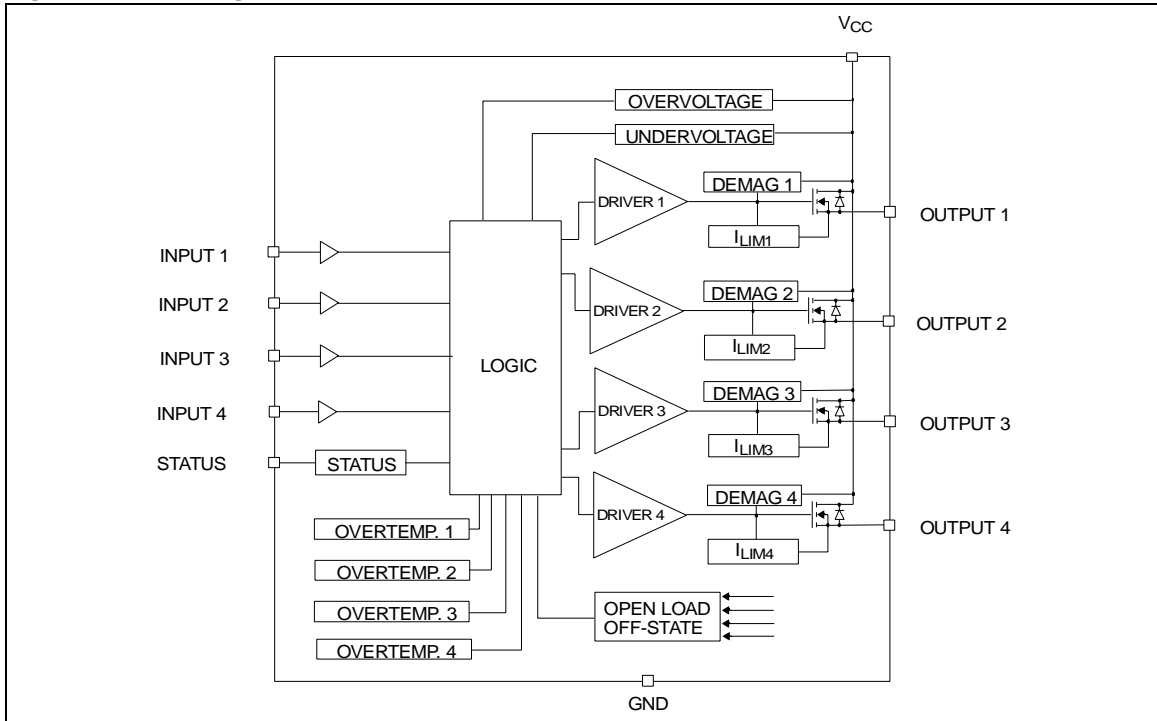 VCC
OVERVOLTAGE
UNDERVOLTAGE
DRIVER 1
DEMAG 1
ILIM1
OUTPUT 1
INPUT 1
INPUT 2
INPUT 3
INPUT 4
STATUS
STATUS
LOGIC
DRIVER 2
DEMAG 2
ILIM2
OUTPUT 2
DRIVER 3
DEMAG 3
ILIM3
OUTPUT 3
DRIVER 4
DEMAG 4
ILIM4
OUTPUT 4
OVERTEMP. 1
OVERTEMP. 2
OVERTEMP. 3
OVERTEMP. 4
OPEN LOAD
OFF-STATE
GND